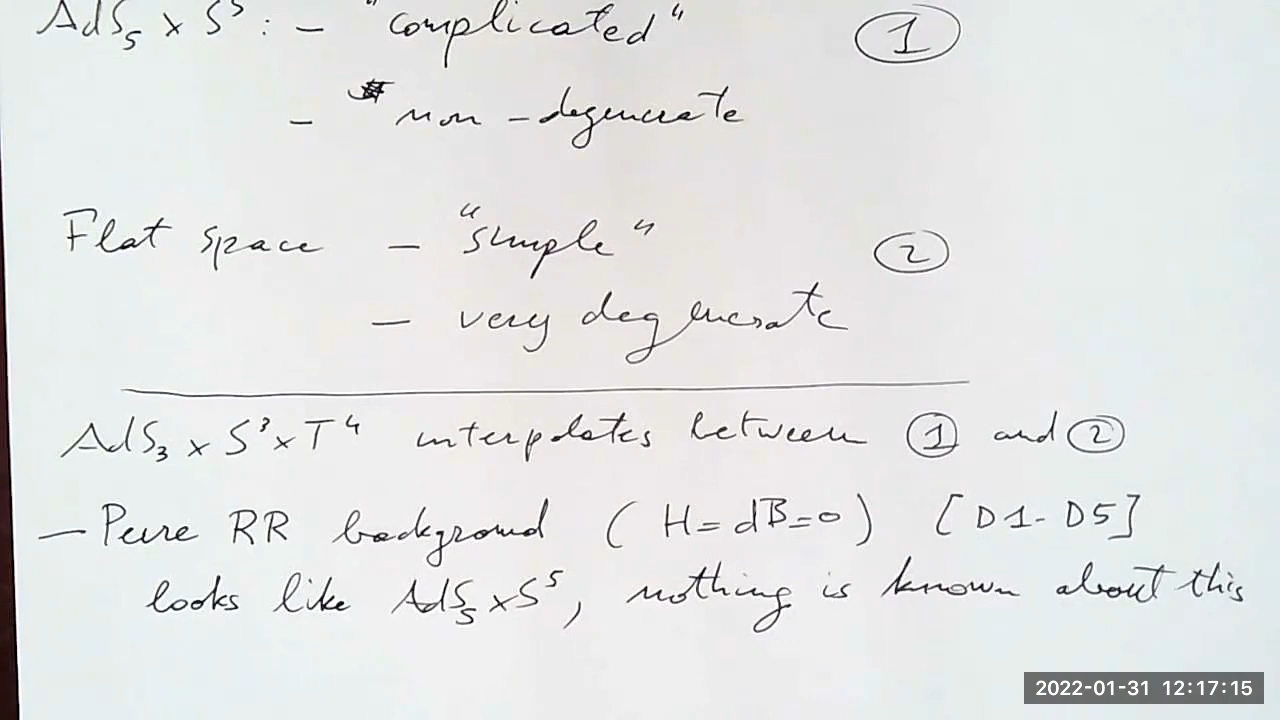 AdS₅ × S⁵ : – "complicated" ①
– non-degenerate
Flat space – "simple" ②
– very degenerate
AdS₃ × S³ × T⁴ interpolates between ① and ②
– Pure RR background ( H = dB = 0 ) [ D1 - D5 ]
looks like AdS₅ × S⁵, nothing is known about this
2022-01-31 12:17:15